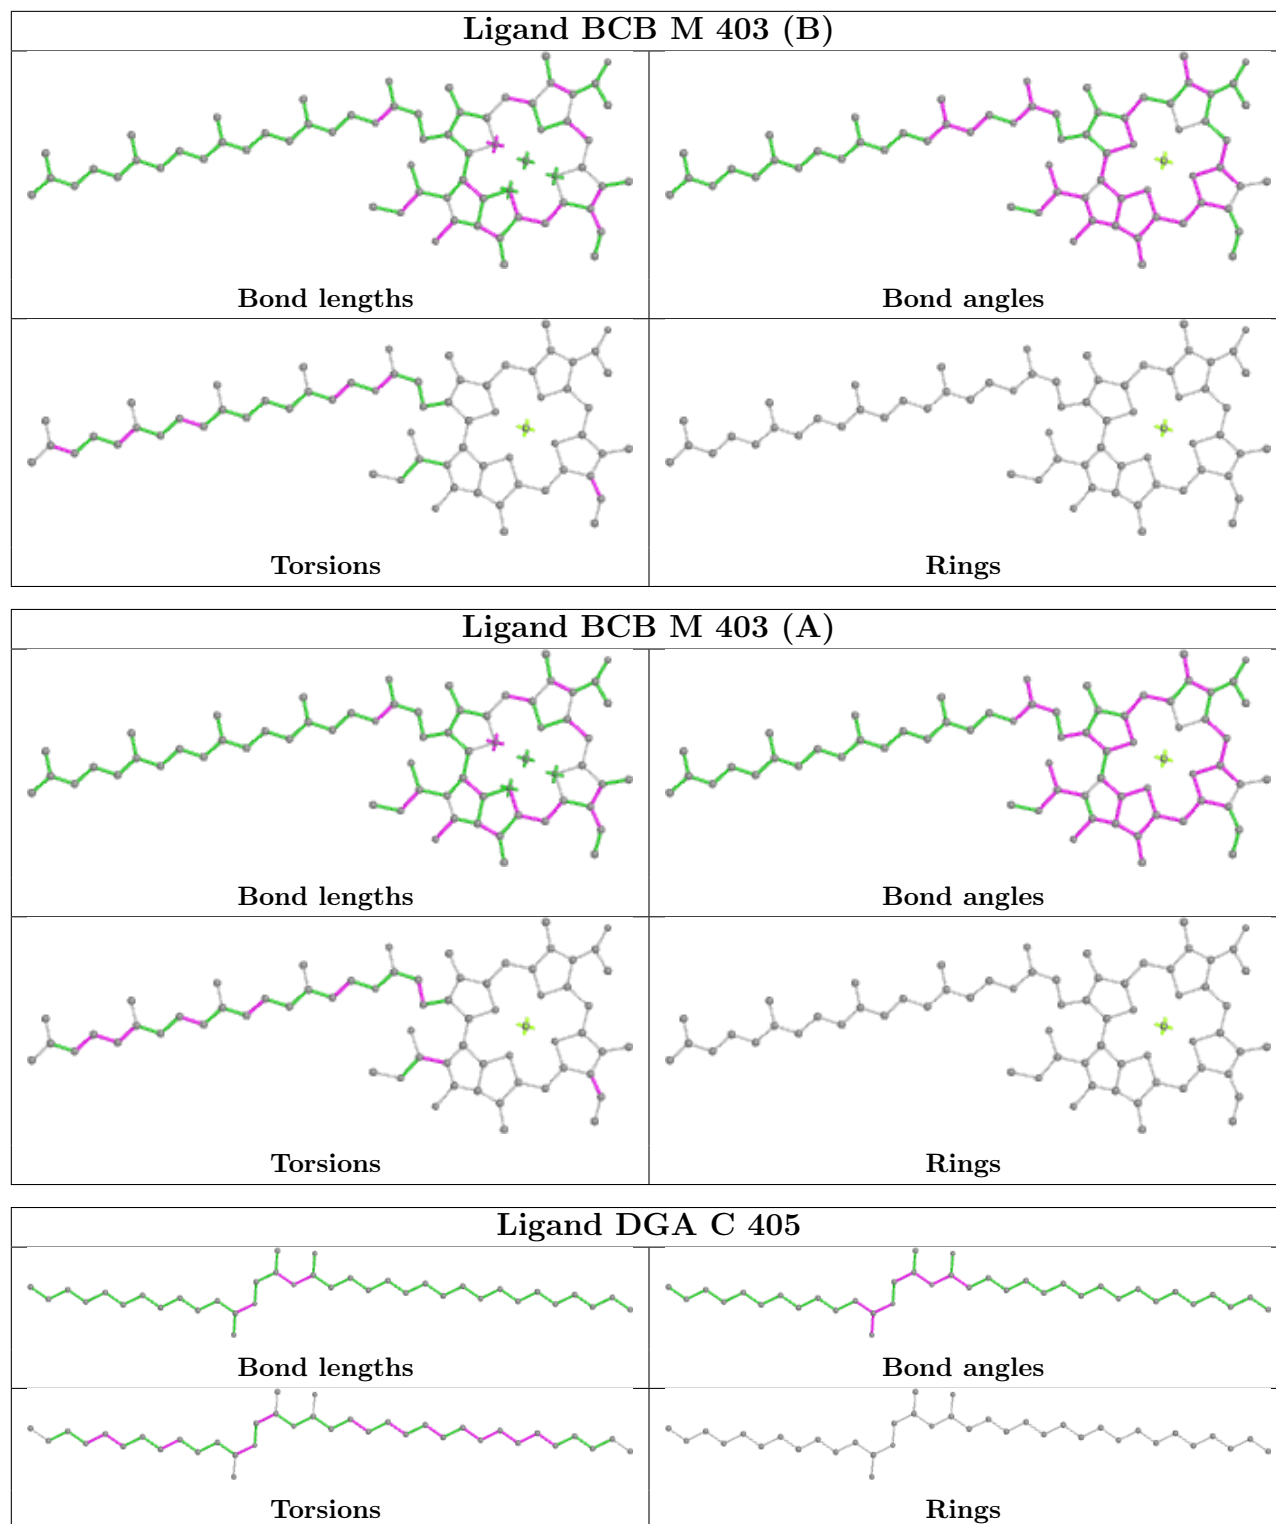 Ligand BCB M 403 (B)
Bond lengths
Bond angles
Torsions
Rings
Ligand BCB M 403 (A)
Bond lengths
Bond angles
Torsions
Rings
Ligand DGA C 405
Bond lengths
Bond angles
Torsions
Rings